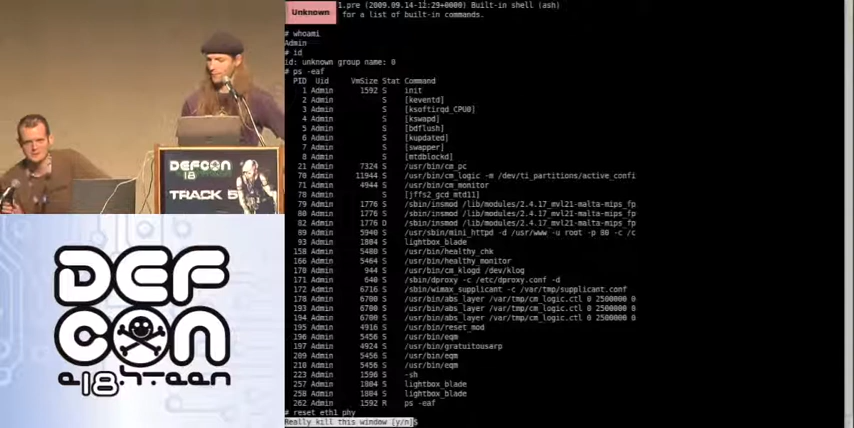 1.pre (2009.09.14-12:29+0000) Built-in shell (ash)
Unknown
for a list of built-in commands.
# whoami
Admin
# id
id: unknown group name: 0
# ps -eaf
PID Uid VmSize Stat Command
1 Admin 1592 S init
2 Admin S [keventd]
3 Admin S [ksoftirqd_CPU0]
4 Admin S [kswapd]
5 Admin S [bdflush]
6 Admin S [kupdated]
7 Admin S [swapper]
8 Admin S [mtdblockd]
21 Admin 7324 S /usr/bin/cm_pc
70 Admin 11944 S /usr/bin/cm_logic -m /dev/ti_partitions/active_confi
71 Admin 4944 S /usr/bin/cm_monitor
78 Admin S [jffs2_gcd_mtd11]
79 Admin 1776 S /sbin/insmod /lib/modules/2.4.17_mvl21-malta-mips_fp
80 Admin 1776 S /sbin/insmod /lib/modules/2.4.17_mvl21-malta-mips_fp
82 Admin 1776 D /sbin/insmod /lib/modules/2.4.17_mvl21-malta-mips_fp
89 Admin 5940 S /usr/sbin/mini_httpd -d /usr/www -u root -p 80 -c /c
93 Admin 1804 S lightbox_blade
158 Admin 5480 S /usr/bin/healthy_chk
166 Admin 5464 S /usr/bin/healthy_monitor
170 Admin 944 S /usr/bin/cm_klogd /dev/klog
171 Admin 640 S /sbin/dproxy -c /etc/dproxy.conf -d
172 Admin 6716 S /sbin/wimax_supplicant -c /var/tmp/supplicant.conf
178 Admin 6700 S /usr/bin/abs_layer /var/tmp/cm_logic.ctl 0 2500000 0
193 Admin 6700 S /usr/bin/abs_layer /var/tmp/cm_logic.ctl 0 2500000 0
194 Admin 6700 S /usr/bin/abs_layer /var/tmp/cm_logic.ctl 0 2500000 0
195 Admin 4916 S /usr/bin/reset_mod
196 Admin 5456 S /usr/bin/eqm
197 Admin 4924 S /usr/bin/gratuitousarp
209 Admin 5456 S /usr/bin/eqm
210 Admin 5456 S /usr/bin/eqm
223 Admin 1596 S -sh
257 Admin 1804 S lightbox_blade
258 Admin 1804 S lightbox_blade
262 Admin 1592 R ps -eaf
# reset eth1 phy
Really kill this window [y/n]
DEFCON
18
TRACK 5
DEFCON
e18.hteen